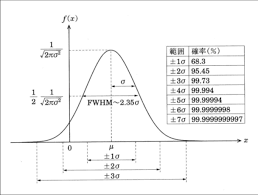 f(x)
1
√2πσ²
σ
1 1
2 √2πσ²
FWHM～2.35σ
0 μ x
±1σ
±2σ
±3σ
範囲 確率(%)
±1σ 68.3
±2σ 95.45
±3σ 99.73
±4σ 99.994
±5σ 99.99994
±6σ 99.9999998
±7σ 99.9999999997